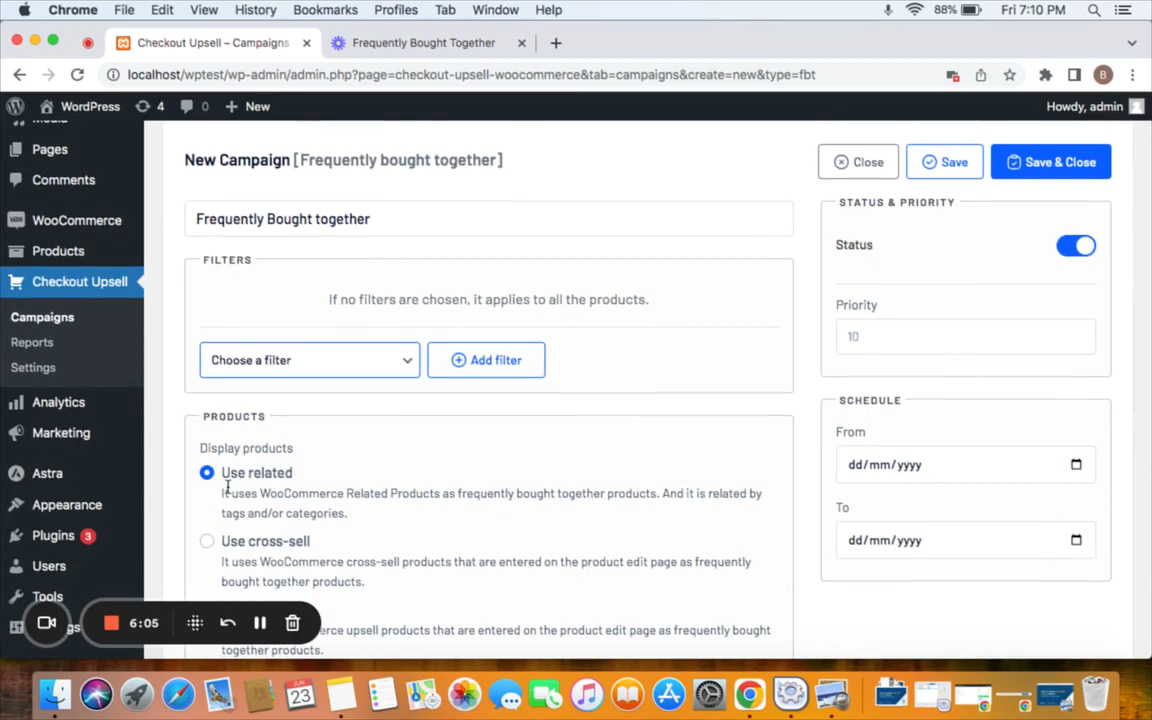 Chrome File Edit View History Bookmarks Profiles Tab Window Help 88% Fri 7:10 PM
Checkout Upsell – Campaigns Frequently Bought Together
localhost/wptest/wp-admin/admin.php?page=checkout-upsell-woocommerce&tab=campaigns&create=new&type=fbt B
WordPress 4 0 New Howdy, admin
Media
Pages
Comments
WooCommerce
Products
Checkout Upsell
Campaigns
Reports
Settings
Analytics
Marketing
Astra
Appearance
Plugins 3
Users
Tools
New Campaign [Frequently bought together]
Close Save Save & Close
Frequently Bought together
FILTERS
If no filters are chosen, it applies to all the products.
Choose a filter Add filter
PRODUCTS
Display products
Use related
It uses WooCommerce Related Products as frequently bought together products. And it is related by
tags and/or categories.
Use cross-sell
It uses WooCommerce cross-sell products that are entered on the product edit page as frequently
bought together products.
erce upsell products that are entered on the product edit page as frequently bought
together products.
STATUS & PRIORITY
Status
Priority
10
SCHEDULE
From
dd/mm/yyyy
To
dd/mm/yyyy
6:05
gs
23